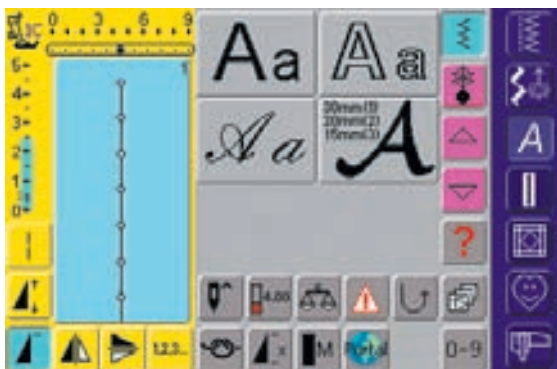 0 3 6 9
3C
5
4
3
2
1
0
1
Aa
Aa
Aa
30mm(1)
20mm(2)
15mm(3)
A
A
?
4.00
1,2,3...
x
M
Portal
0-9